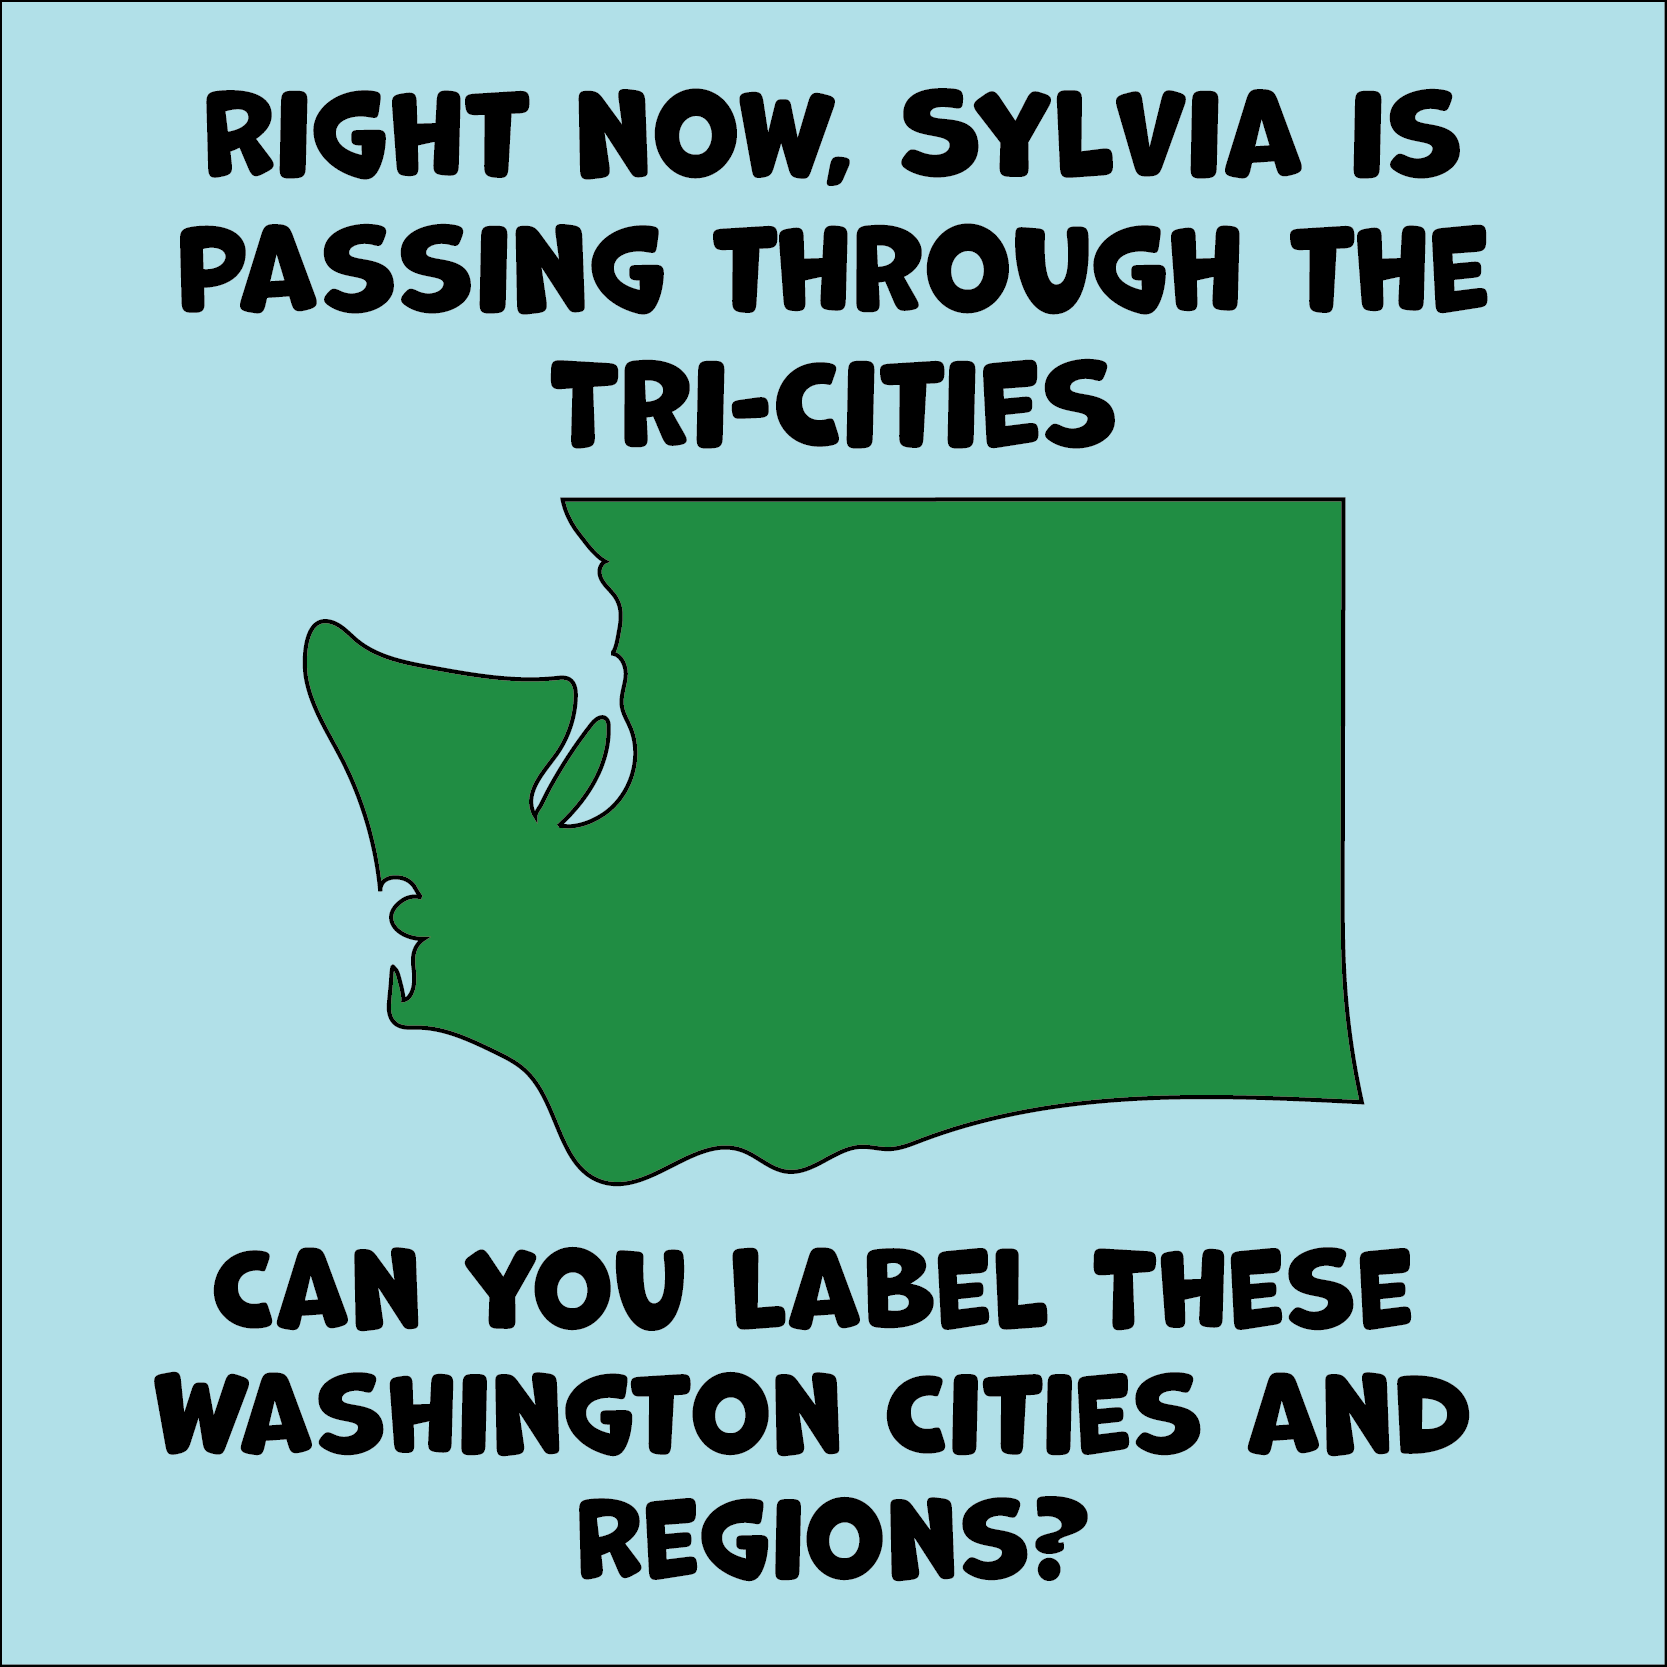 RIGHT NOW, SYLVIA IS
PASSING THROUGH THE
TRI-CITIES
CAN YOU LABEL THESE
WASHINGTON CITIES AND
REGIONS?